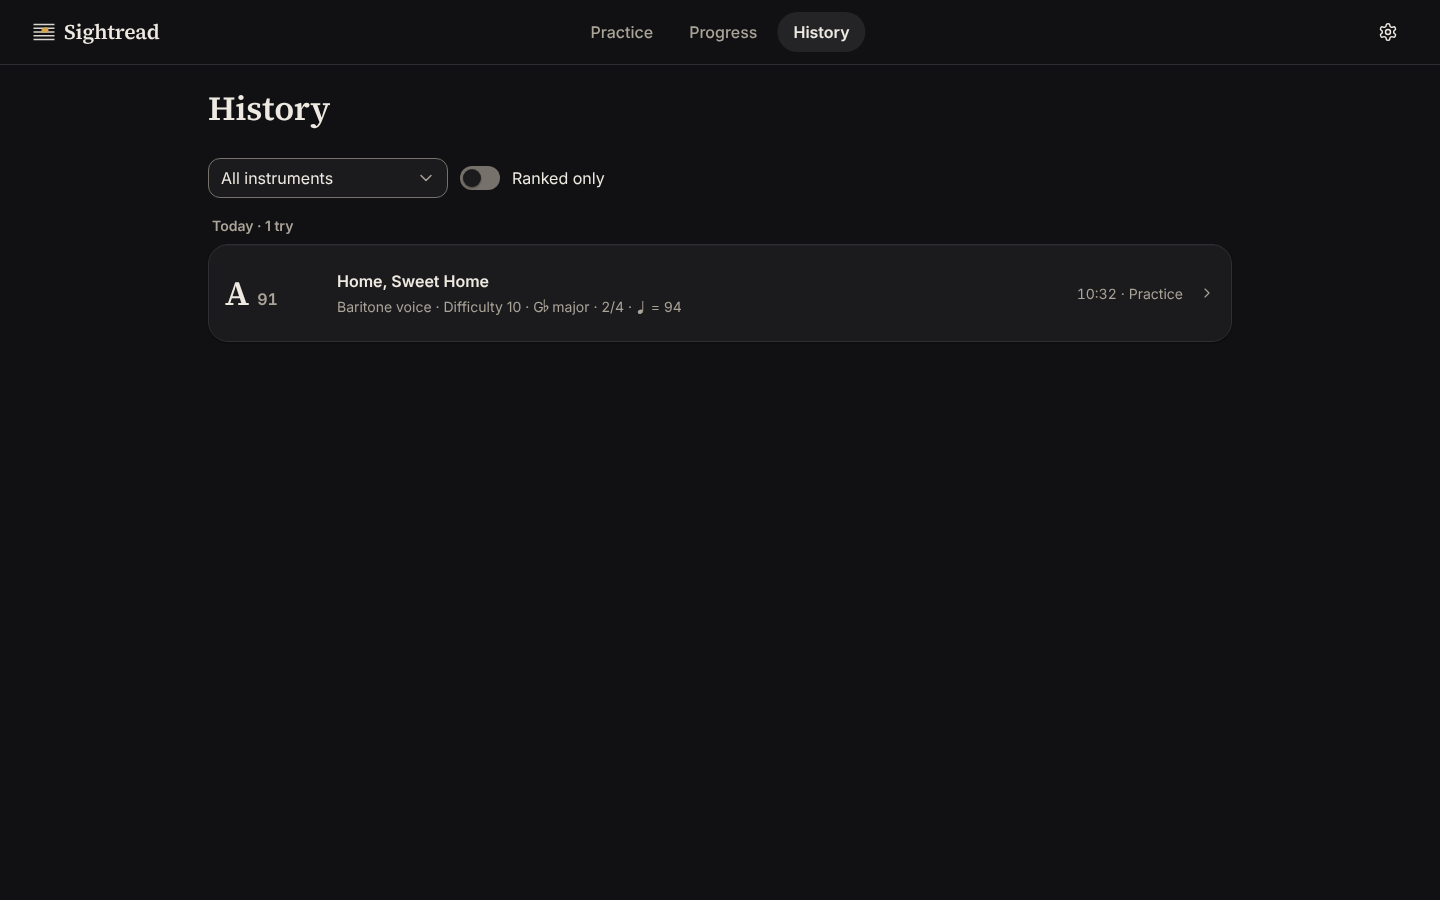 Sightread
Practice
Progress
History
History
All instruments
Ranked only
Today · 1 try
A 91
Home, Sweet Home
Baritone voice · Difficulty 10 · G♭ major · 2/4 · ♩ = 94
10:32 · Practice